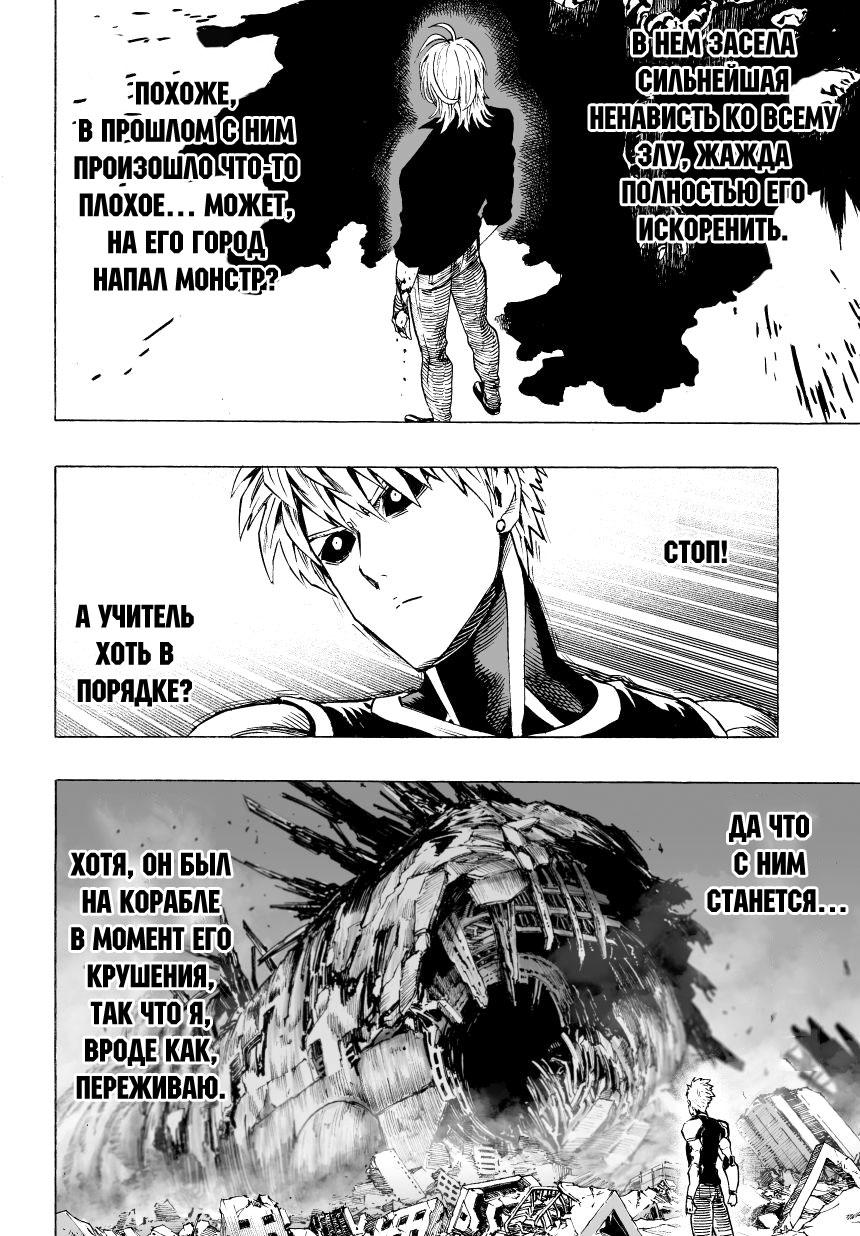 В НЕМ ЗАСЕЛА
СИЛЬНЕЙШАЯ
НЕНАВИСТЬ КО ВСЕМУ
ЗЛУ, ЖАЖДА
ПОЛНОСТЬЮ ЕГО
ИСКОРЕНИТЬ.
ПОХОЖЕ,
В ПРОШЛОМ С НИМ
ПРОИЗОШЛО ЧТО-ТО
ПЛОХОЕ... МОЖЕТ,
НА ЕГО ГОРОД
НАПАЛ МОНСТР?
СТОП!
А УЧИТЕЛЬ
ХОТЬ В
ПОРЯДКЕ?
ДА ЧТО
С НИМ
СТАНЕТСЯ...
ХОТЯ, ОН БЫЛ
НА КОРАБЛЕ
В МОМЕНТ ЕГО
КРУШЕНИЯ,
ТАК ЧТО Я,
ВРОДЕ КАК,
ПЕРЕЖИВАЮ.